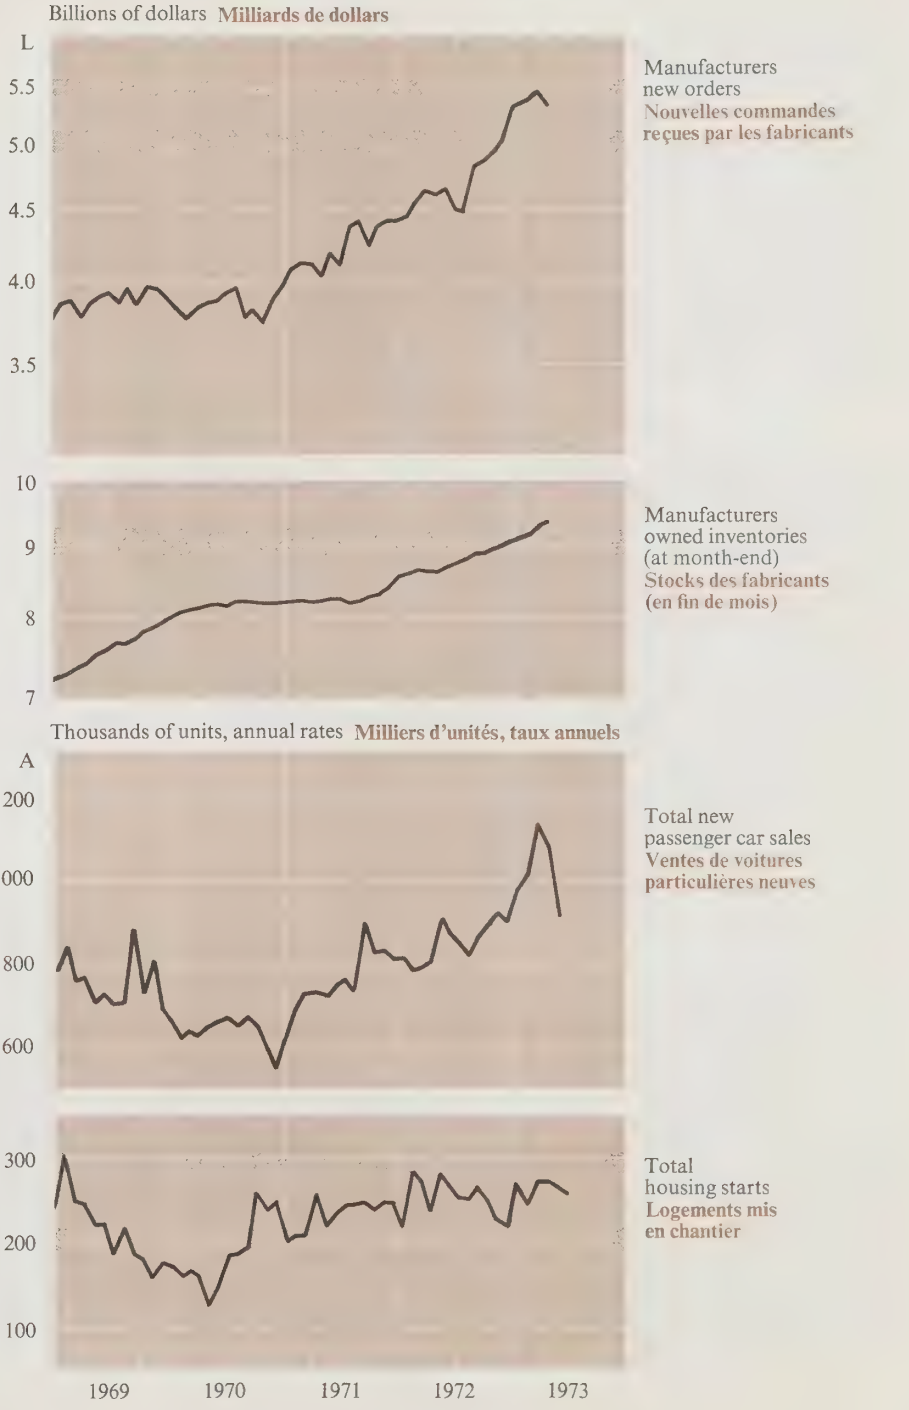 Billions of dollars Milliards de dollars
L
5.5
5.0
4.5
4.0
3.5
Manufacturers
new orders
Nouvelles commandes
reçues par les fabricants
10
9
8
7
Manufacturers
owned inventories
(at month-end)
Stocks des fabricants
(en fin de mois)
Thousands of units, annual rates Milliers d'unités, taux annuels
A
200
000
800
600
Total new
passenger car sales
Ventes de voitures
particulières neuves
300
200
100
Total
housing starts
Logements mis
en chantier
1969 1970 1971 1972 1973